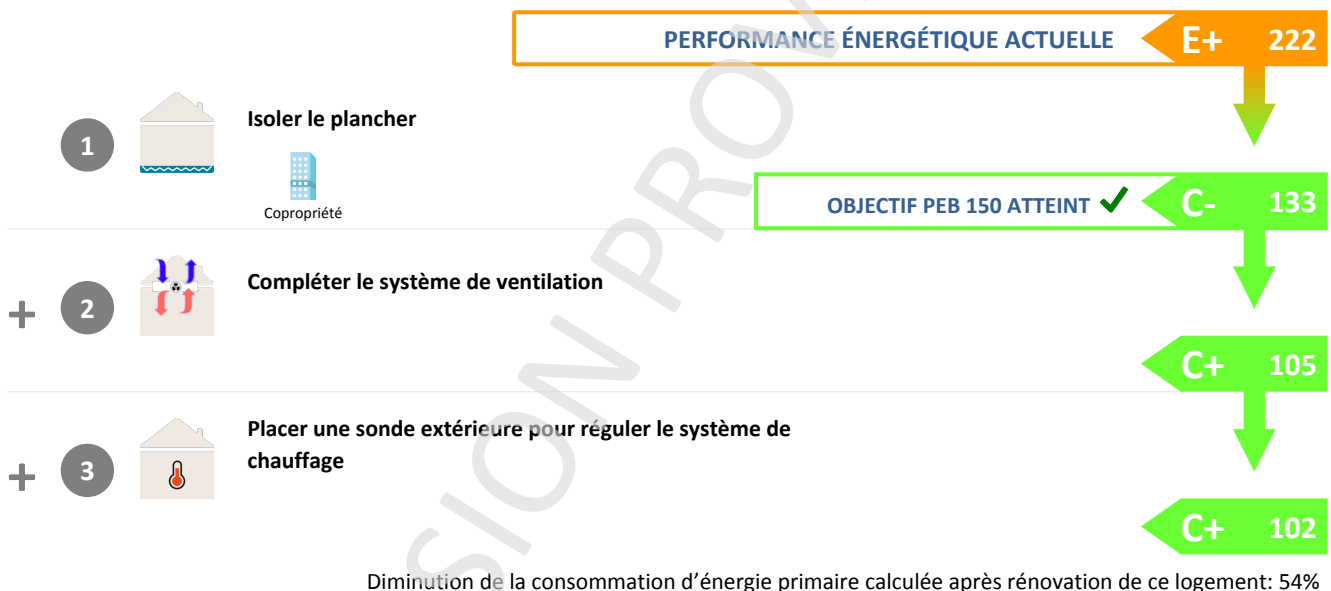 PERFORMANCE ÉNERGÉTIQUE ACTUELLE E+ 222
1 Isoler le plancher
Copropriété
OBJECTIF PEB 150 ATTEINT ✔ C- 133
+ 2 Compléter le système de ventilation
C+ 105
+ 3 Placer une sonde extérieure pour réguler le système de
chauffage
C+ 102
Diminution de la consommation d’énergie primaire calculée après rénovation de ce logement: 54%
SION PROV